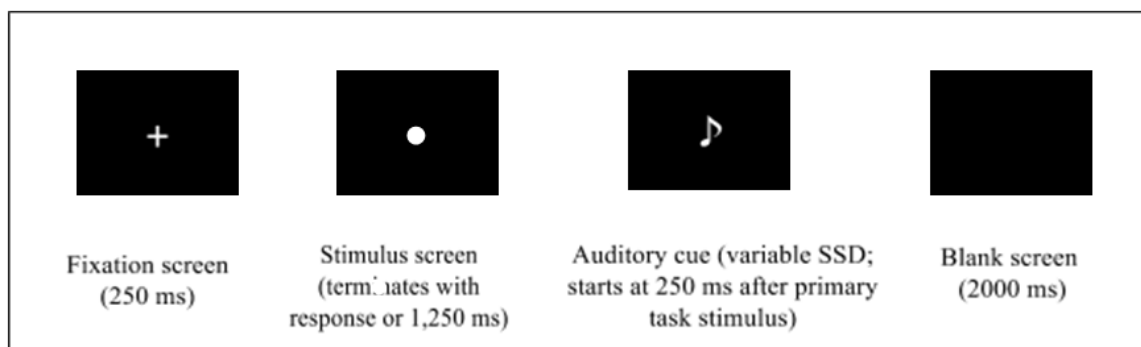 Fixation screen
(250 ms)
Stimulus screen
with
response or 1,250 ms)
Auditory cue (variable SSD;
starts at 250 ms after primary
task stimulus)
Blank screen
(2000 ms)